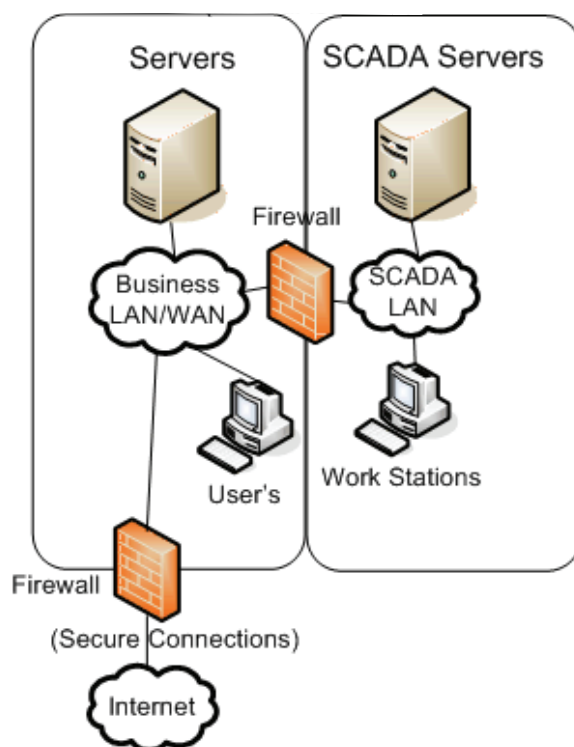 Servers
SCADA Servers
Firewall
Business
LAN/WAN
SCADA
LAN
User's
Work Stations
Firewall
(Secure Connections)
Internet